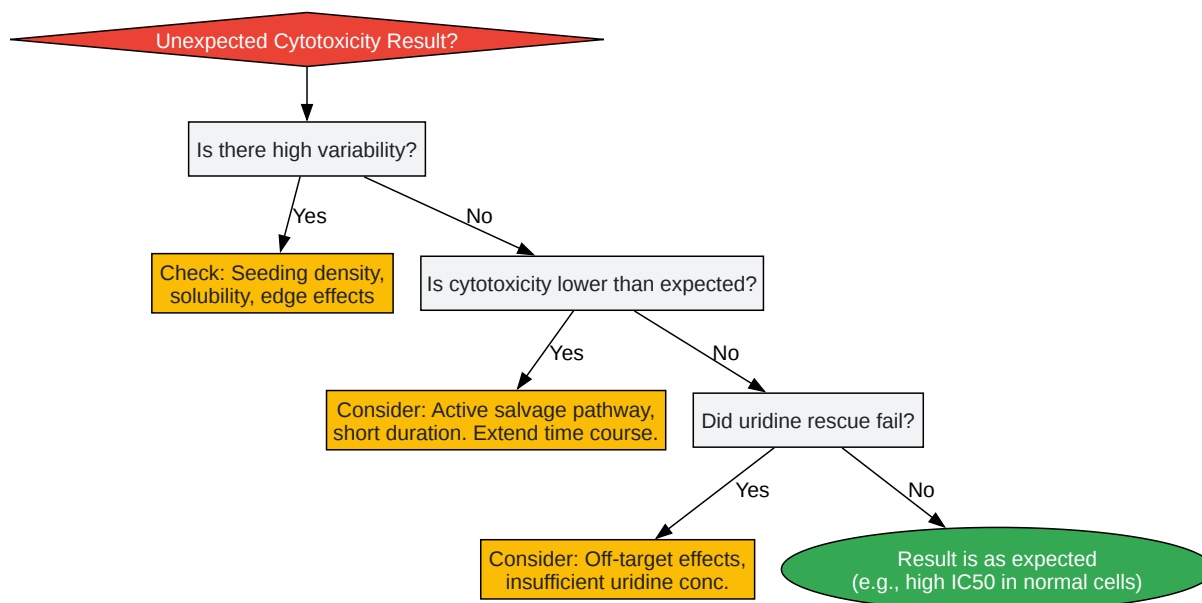 Unexpected Cytotoxicity Result?
Is there high variability?
Yes
No
Check: Seeding density,
solubility, edge effects
Is cytotoxicity lower than expected?
Yes
No
Consider: Active salvage pathway,
short duration. Extend time course.
Did uridine rescue fail?
Yes
No
Consider: Off-target effects,
insufficient uridine conc.
Result is as expected
(e.g., high IC50 in normal cells)